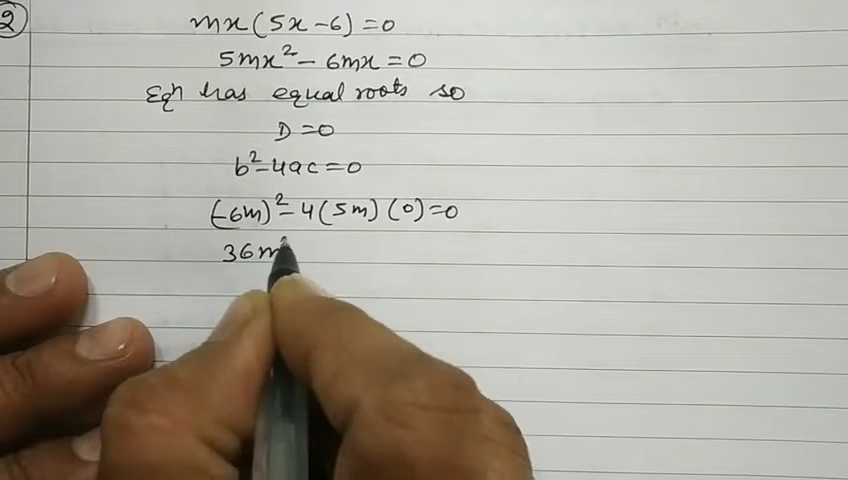 2 mx(5x-6)=0
5mx²-6mx=0
Eqn has equal roots so
D=0
b²-4ac=0
(-6m)²-4(5m)(0)=0
36m²